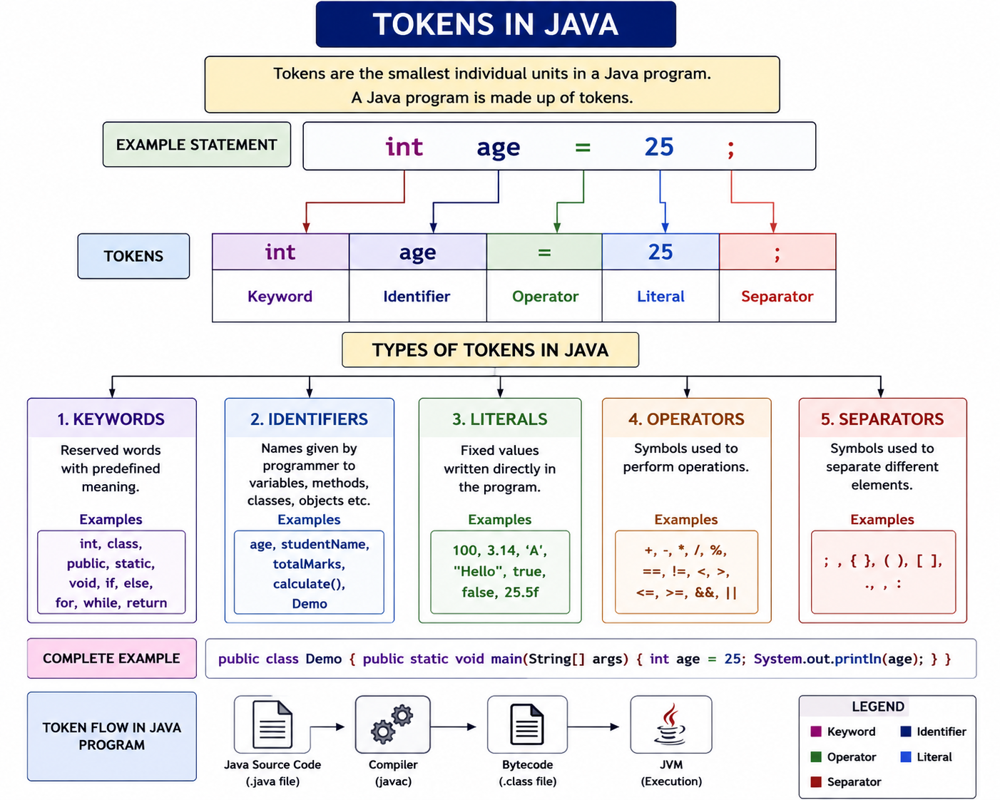 TOKENS IN JAVA
Tokens are the smallest individual units in a Java program.
A Java program is made up of tokens.
EXAMPLE STATEMENT
int age = 25 ;
TOKENS
int age = 25 ;
Keyword Identifier Operator Literal Separator
TYPES OF TOKENS IN JAVA
1. KEYWORDS
Reserved words
with predefined
meaning.
Examples
int, class,
public, static,
void, if, else,
for, while, return
2. IDENTIFIERS
Names given by
programmer to
variables, methods,
classes, objects etc.
Examples
age, studentName,
totalMarks,
calculate(),
Demo
3. LITERALS
Fixed values
written directly in
the program.
Examples
100, 3.14, ‘A’,
"Hello", true,
false, 25.5f
4. OPERATORS
Symbols used to
perform operations.
Examples
+, -, *, /, %,
==, !=, <, >,
<=, >=, &&, ||
5. SEPARATORS
Symbols used to
separate different
elements.
Examples
; , { }, ( ), [ ],
., , :
COMPLETE EXAMPLE
public class Demo { public static void main(String[] args) { int age = 25; System.out.println(age); } }
TOKEN FLOW IN JAVA
PROGRAM
Java Source Code
(.java file)
Compiler
(javac)
Bytecode
(.class file)
JVM
(Execution)
LEGEND
Keyword Identifier
Operator Literal
Separator